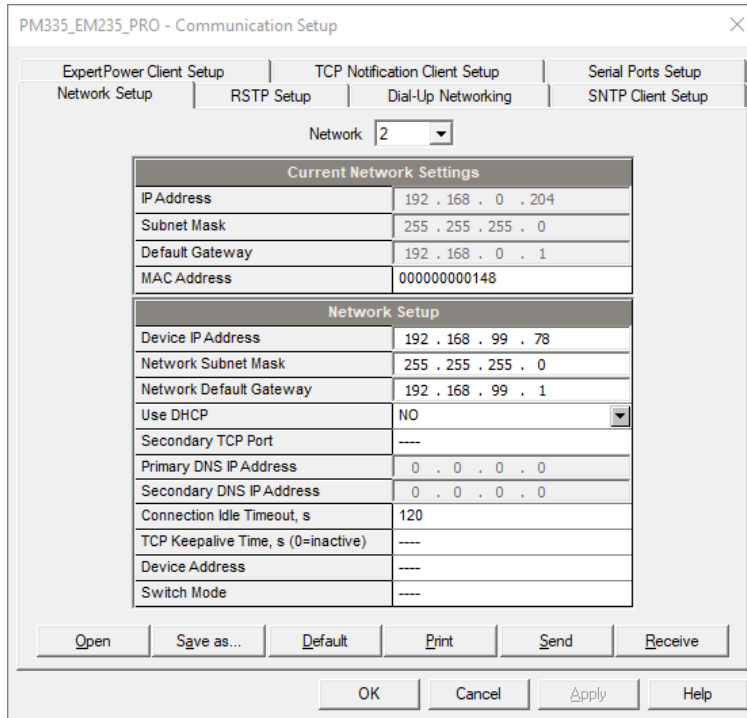 PM335_EM235_PRO - Communication Setup
ExpertPower Client Setup TCP Notification Client Setup Serial Ports Setup
Network Setup RSTP Setup Dial-Up Networking SNTP Client Setup
Network 2
Current Network Settings
IP Address 192 . 168 . 0 . 204
Subnet Mask 255 . 255 . 255 . 0
Default Gateway 192 . 168 . 0 . 1
MAC Address 000000000148
Network Setup
Device IP Address 192 . 168 . 99 . 78
Network Subnet Mask 255 . 255 . 255 . 0
Network Default Gateway 192 . 168 . 99 . 1
Use DHCP NO
Secondary TCP Port ----
Primary DNS IP Address 0 . 0 . 0 . 0
Secondary DNS IP Address 0 . 0 . 0 . 0
Connection Idle Timeout, s 120
TCP Keepalive Time, s (0=inactive) ----
Device Address ----
Switch Mode ----
Open Save as... Default Print Send Receive
OK Cancel Apply Help